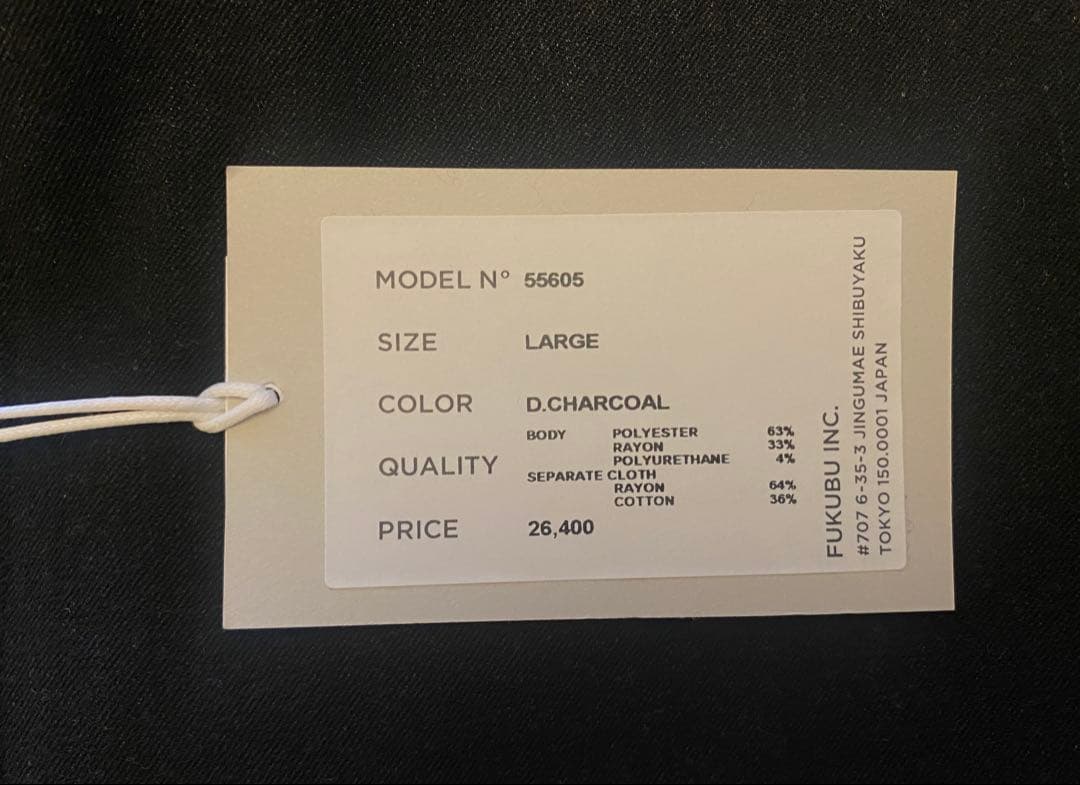 MODEL N° 55605
SIZE LARGE
COLOR D.CHARCOAL
QUALITY
BODY POLYESTER 63%
RAYON 33%
POLYURETHANE 4%
SEPARATE CLOTH
RAYON 64%
COTTON 36%
PRICE 26,400
FUKUBU INC.
#707 6-35-3 JINGUMAE SHIBUYAKU
TOKYO 150.0001 JAPAN